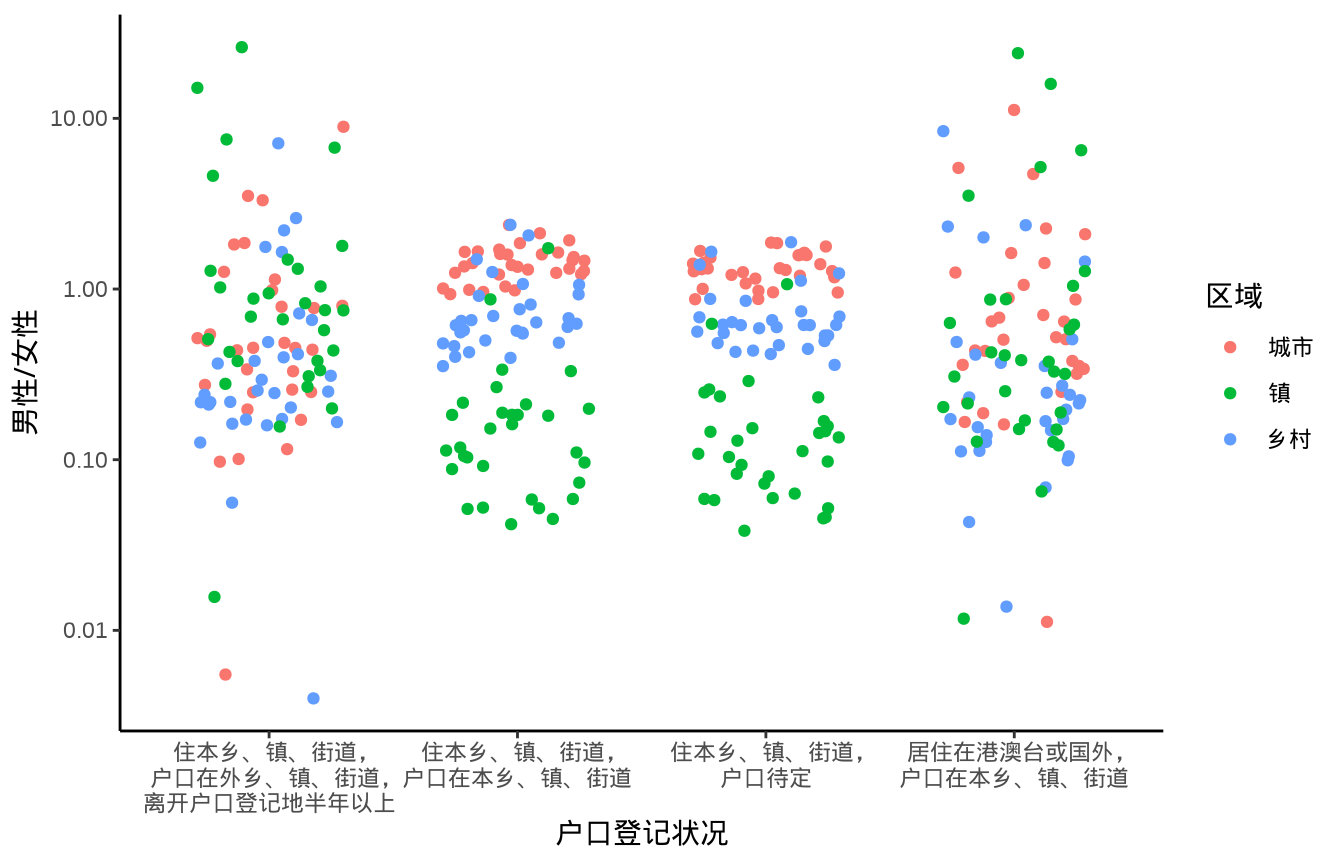 男性/女性
10.00
1.00
0.10
0.01
住本乡、镇、街道，
户口在外乡、镇、街道，
离开户口登记地半年以上
住本乡、镇、街道，
户口在本乡、镇、街道
住本乡、镇、街道，
户口待定
居住在港澳台或国外，
户口在本乡、镇、街道
户口登记状况
区域
城市
镇
乡村